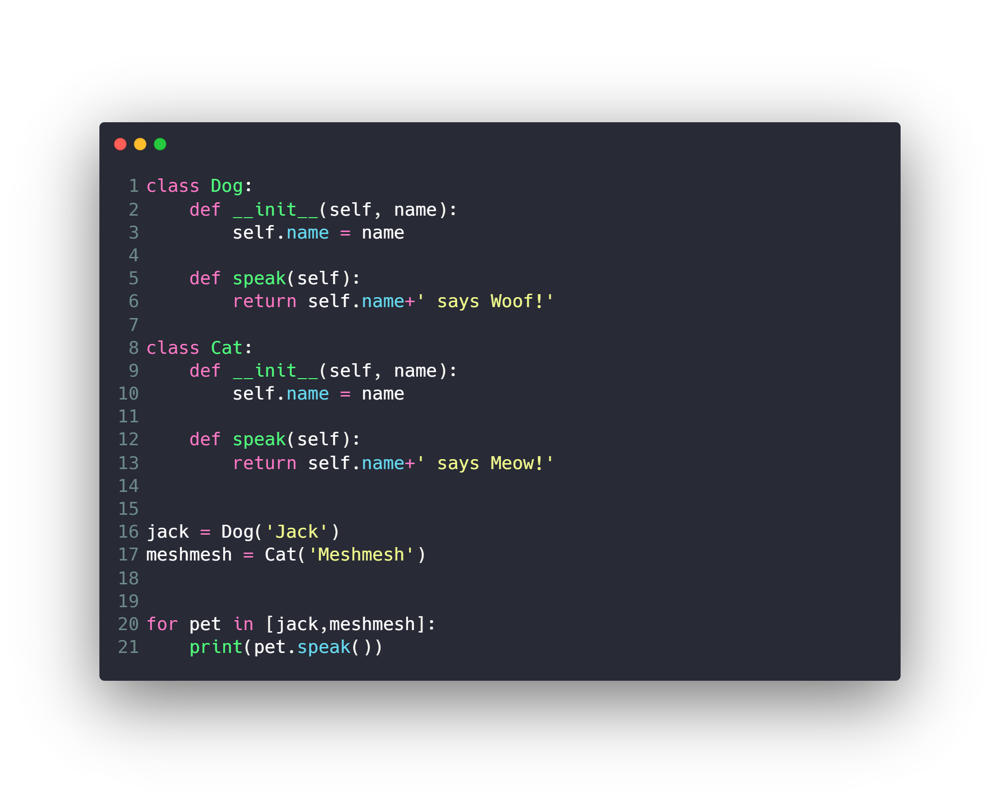 1 class Dog:
2     def __init__(self, name):
3         self.name = name
4
5     def speak(self):
6         return self.name+' says Woof!'
7
8 class Cat:
9     def __init__(self, name):
10         self.name = name
11
12     def speak(self):
13         return self.name+' says Meow!'
14
15
16 jack = Dog('Jack')
17 meshmesh = Cat('Meshmesh')
18
19
20 for pet in [jack,meshmesh]:
21     print(pet.speak())